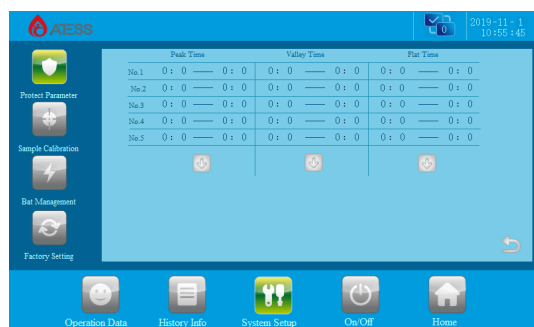 ATESS
0
2019-11-1
10:55:45
Peak Time Valley Time Flat Time
No.1 0: 0 —— 0: 0 0: 0 —— 0: 0 0: 0 —— 0: 0
No.2 0: 0 —— 0: 0 0: 0 —— 0: 0 0: 0 —— 0: 0
No.3 0: 0 —— 0: 0 0: 0 —— 0: 0 0: 0 —— 0: 0
No.4 0: 0 —— 0: 0 0: 0 —— 0: 0 0: 0 —— 0: 0
No.5 0: 0 —— 0: 0 0: 0 —— 0: 0 0: 0 —— 0: 0
Protect Parameter
Sample Calibration
Bat Management
Factory Setting
Operation Data History Info System Setup On/Off Home